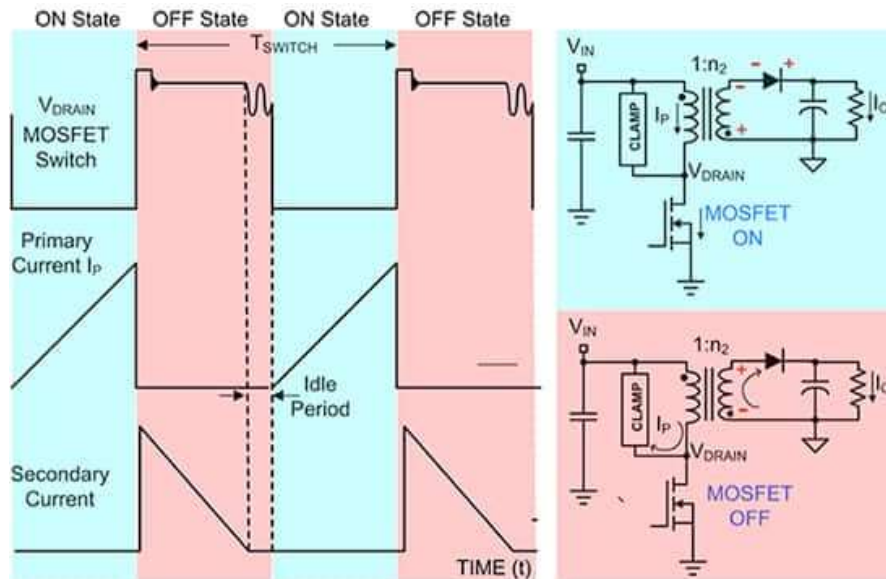 ON State
OFF State
ON State
OFF State
TSWITCH
VDRAIN
MOSFET
Switch
Primary
Current IP
Idle
Period
Secondary
Current
TIME (t)
VIN
1:n2
- +
-
CLAMP
IP
+
IO
VDRAIN
MOSFET
ON
VIN
1:n2
+
CLAMP
IP
-
IO
VDRAIN
MOSFET
OFF